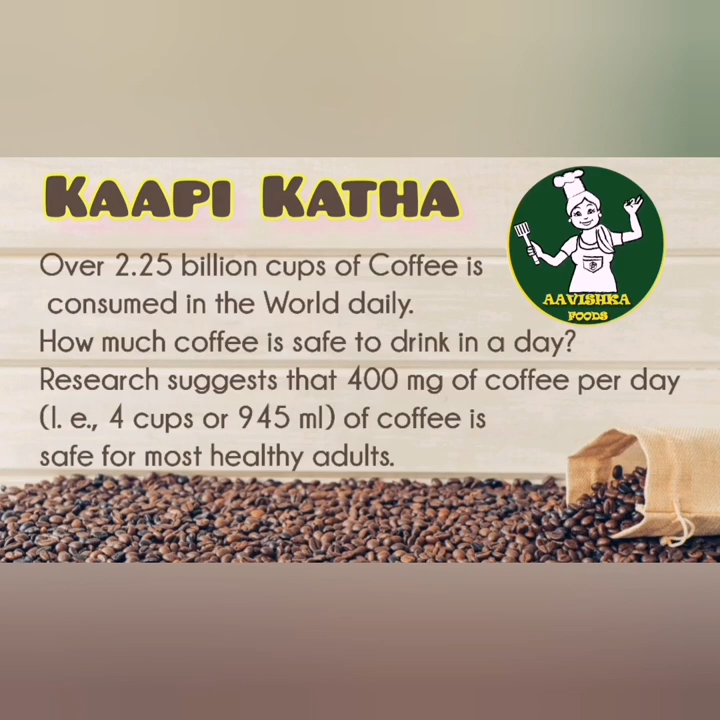 KAAPI KATHA
Over 2.25 billion cups of Coffee is
consumed in the World daily.
How much coffee is safe to drink in a day?
Research suggests that 400 mg of coffee per day
(I. e., 4 cups or 945 ml) of coffee is
safe for most healthy adults.
AAVISHKA
FOODS